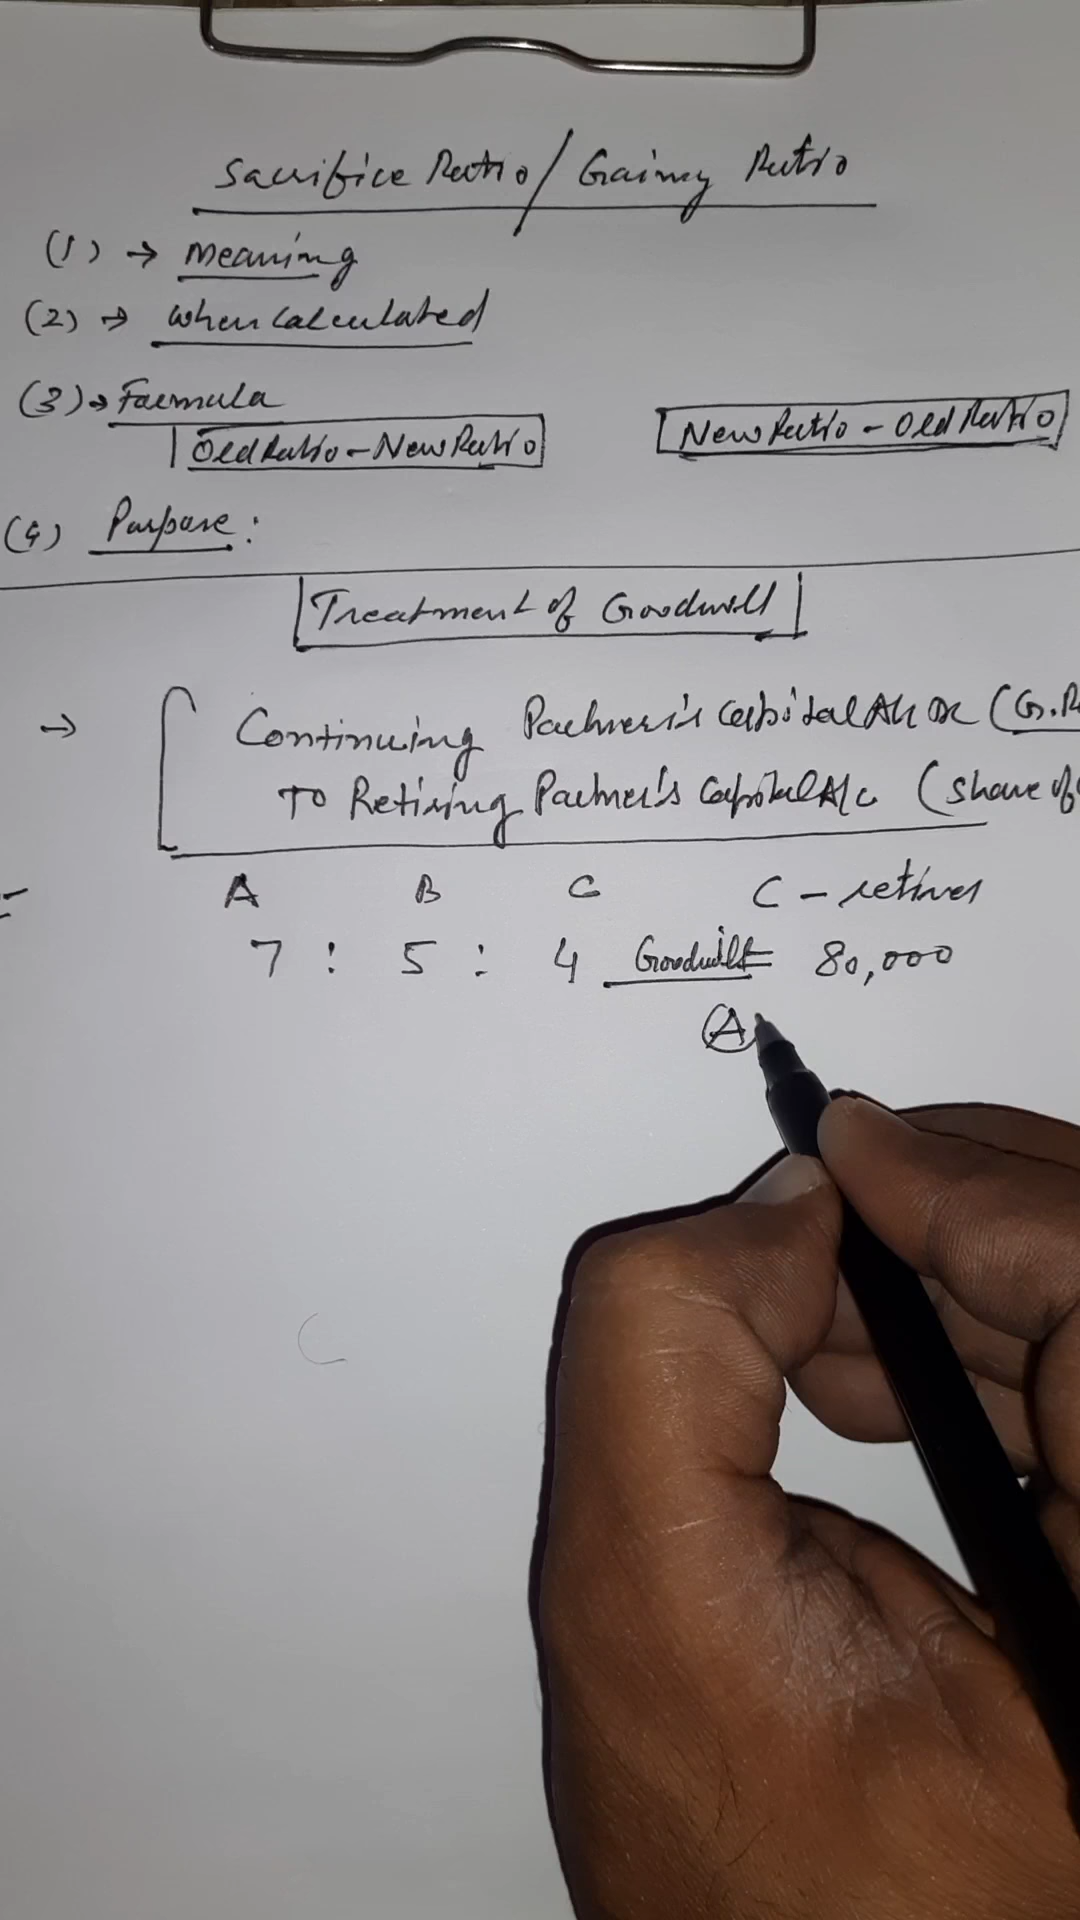 Sacrifice Ratio / Gaining Ratio
(1) → Meaning
(2) → When Calculated
(3) → Formula
Old Ratio - New Ratio
New Ratio - Old Ratio
(4) Purpose:
Treatment of Goodwill
→ Continuing Partner's Capital A/c Dr (G.R
To Retiring Partner's Capital A/c (Share of
A B C C - retires
7 : 5 : 4 Goodwill = 80,000
A